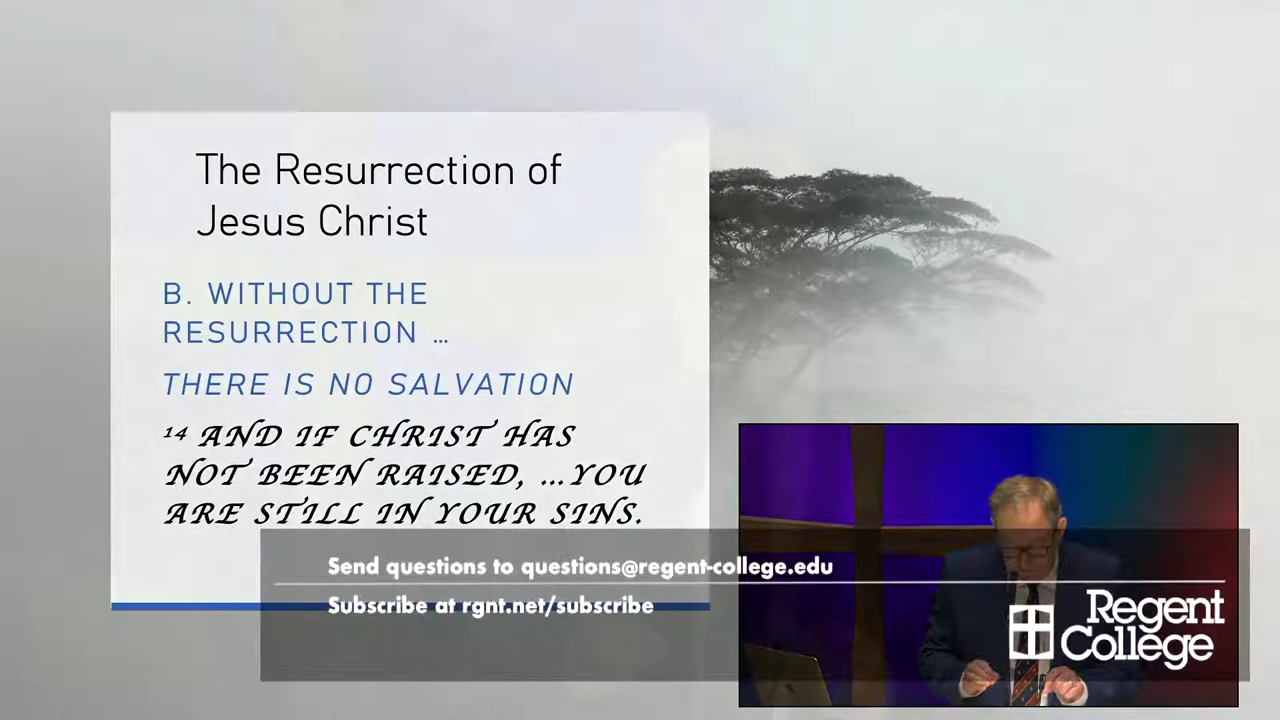 The Resurrection of
Jesus Christ
B. WITHOUT THE
RESURRECTION …
THERE IS NO SALVATION
¹⁴ AND IF CHRIST HAS
NOT BEEN RAISED, …YOU
ARE STILL IN YOUR SINS.
Send questions to questions@regent-college.edu
Subscribe at rgnt.net/subscribe
Regent
College